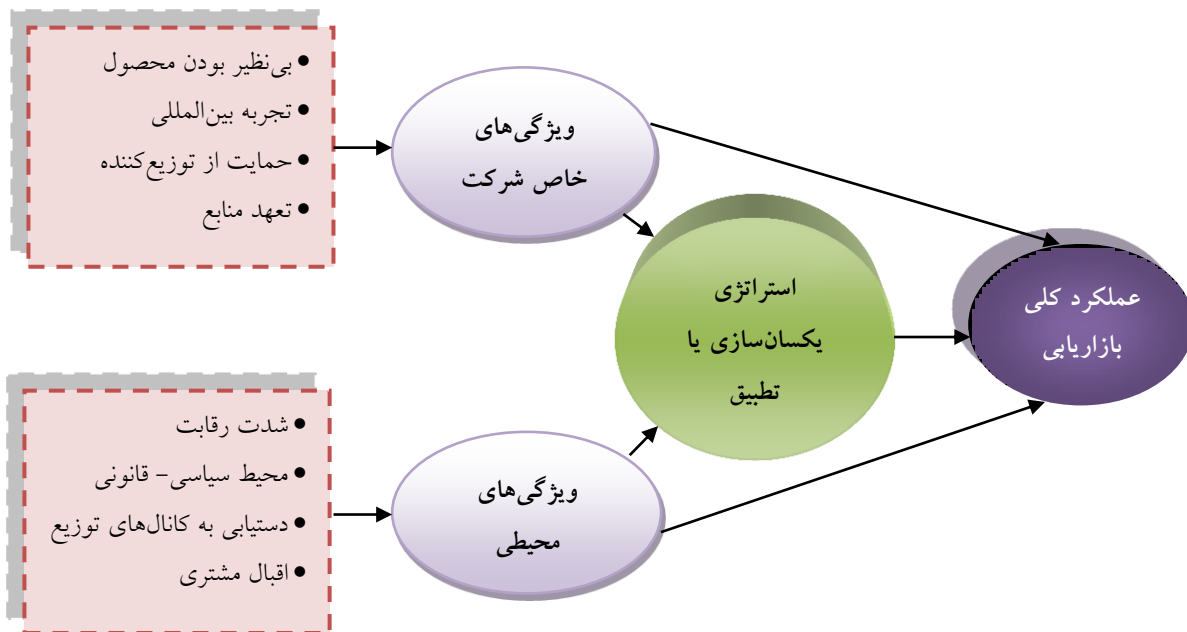 • بی‌نظیر بودن محصول
• تجربه بین‌المللی
• حمایت از توزیع‌کننده
• تعهد منابع
ویژگی‌های
خاص شرکت
استراتژی
یکسان‌سازی یا
تطبیق
عملکرد کلی
بازاریابی
• شدت رقابت
• محیط سیاسی- قانونی
• دستیابی به کانال‌های توزیع
• اقبال مشتری
ویژگی‌های
محیطی